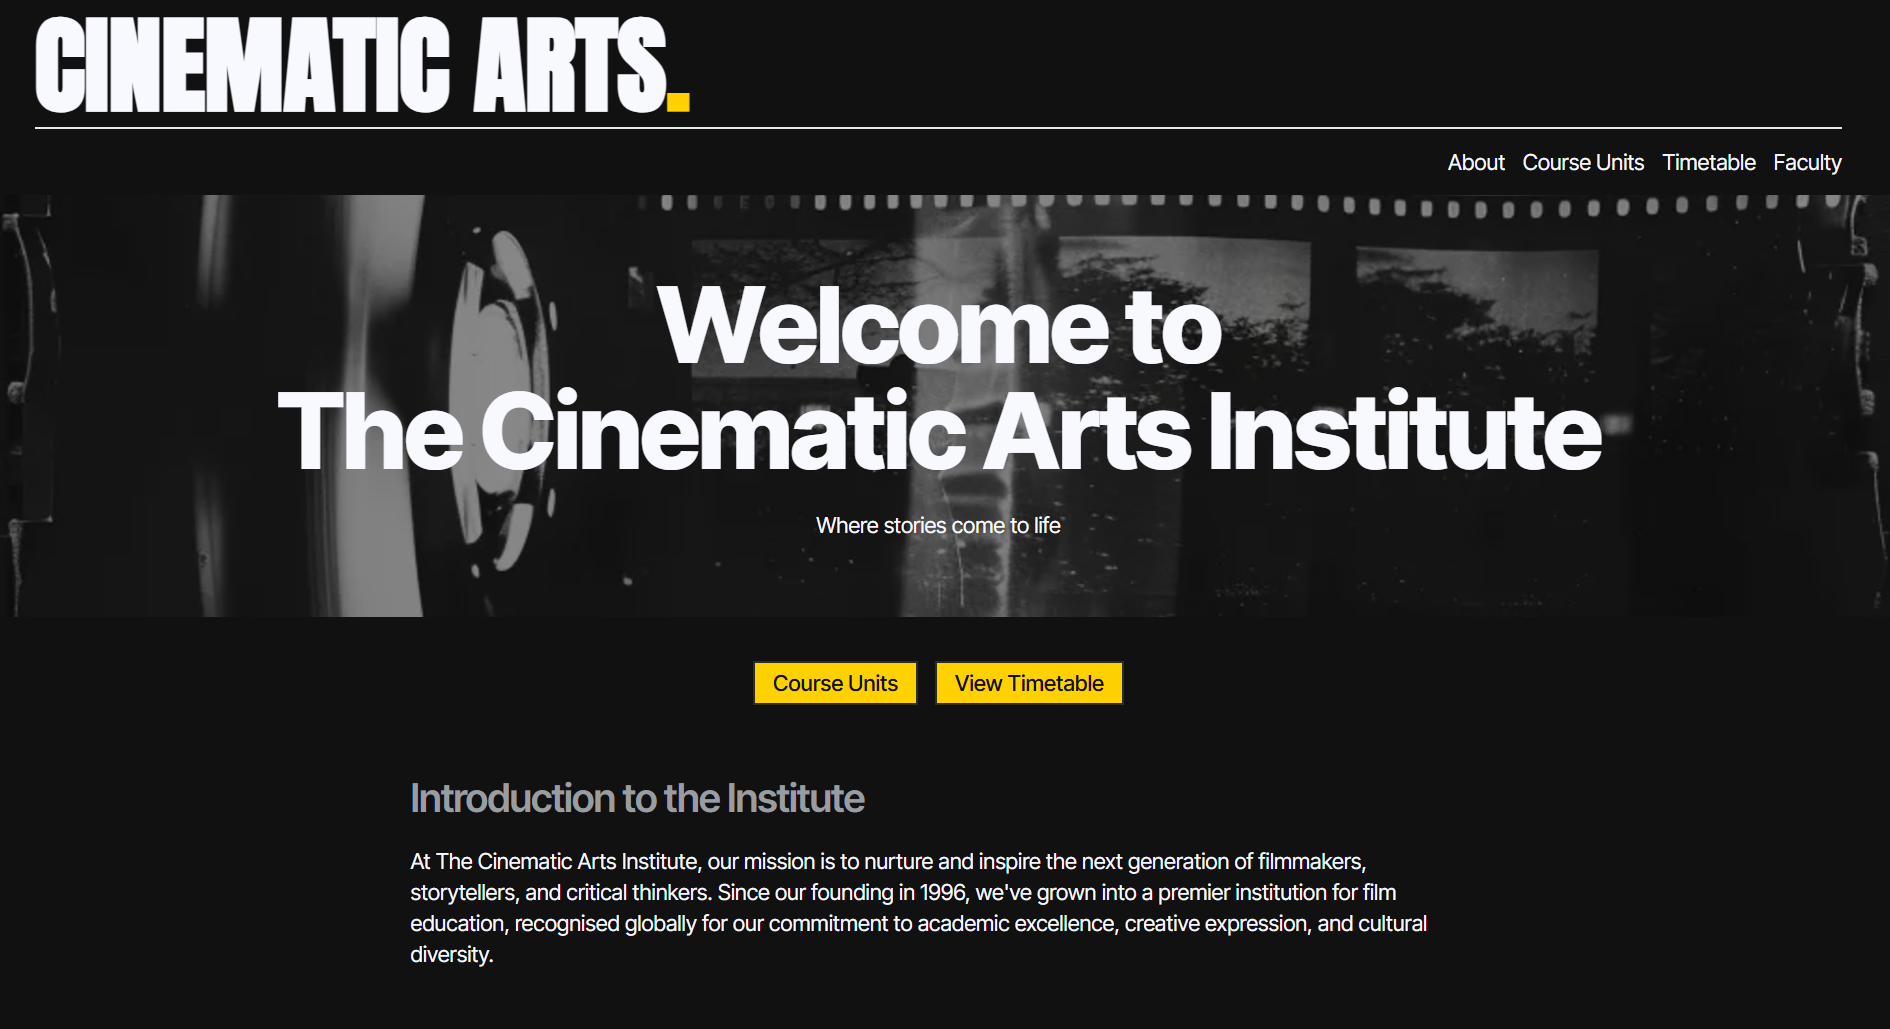 CINEMATIC ARTS.
About Course Units Timetable Faculty
Welcome to
The Cinematic Arts Institute
Where stories come to life
Course Units View Timetable
Introduction to the Institute
At The Cinematic Arts Institute, our mission is to nurture and inspire the next generation of filmmakers,
storytellers, and critical thinkers. Since our founding in 1996, we've grown into a premier institution for film
education, recognised globally for our commitment to academic excellence, creative expression, and cultural
diversity.